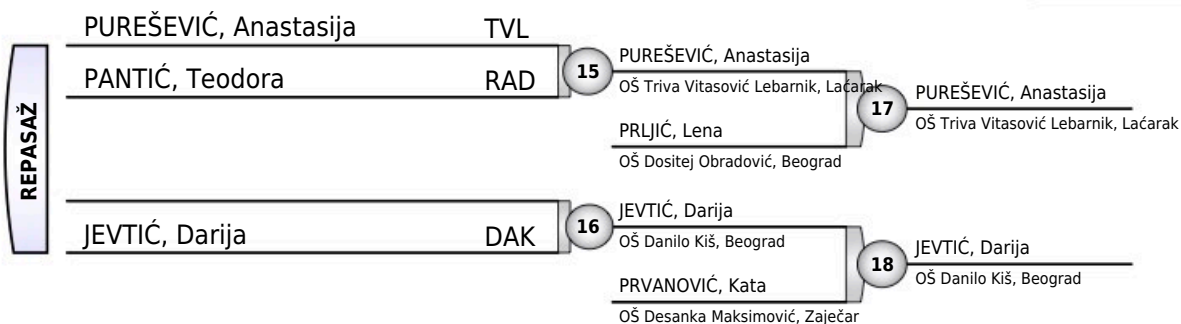 REPASAŽ
PUREŠEVIĆ, Anastasija TVL
PANTIĆ, Teodora RAD
15
PUREŠEVIĆ, Anastasija
OŠ Triva Vitasović Lebarnik, Laćarak
PRLJIĆ, Lena
OŠ Dositej Obradović, Beograd
17
PUREŠEVIĆ, Anastasija
OŠ Triva Vitasović Lebarnik, Laćarak
JEVTIĆ, Darija DAK
16
JEVTIĆ, Darija
OŠ Danilo Kiš, Beograd
PRVANOVIĆ, Kata
OŠ Desanka Maksimović, Zaječar
18
JEVTIĆ, Darija
OŠ Danilo Kiš, Beograd